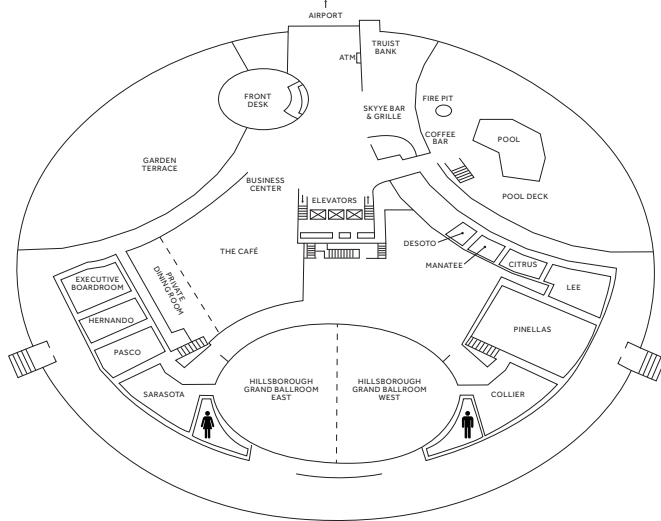 AIRPORT
TRUIST
BANK
ATM
FRONT
DESK
FIRE PIT
SKYYE BAR
& GRILLE
COFFEE
BAR
POOL
GARDEN
TERRACE
BUSINESS
CENTER
POOL DECK
ELEVATORS
DESOTO
THE CAFÉ
MANATEE
CITRUS
EXECUTIVE
BOARDROOM
PRIVATE
DINING ROOM
LEE
HERNANDO
PINELLAS
PASCO
HILLSBOROUGH
GRAND BALLROOM
EAST
HILLSBOROUGH
GRAND BALLROOM
WEST
SARASOTA
COLLIER